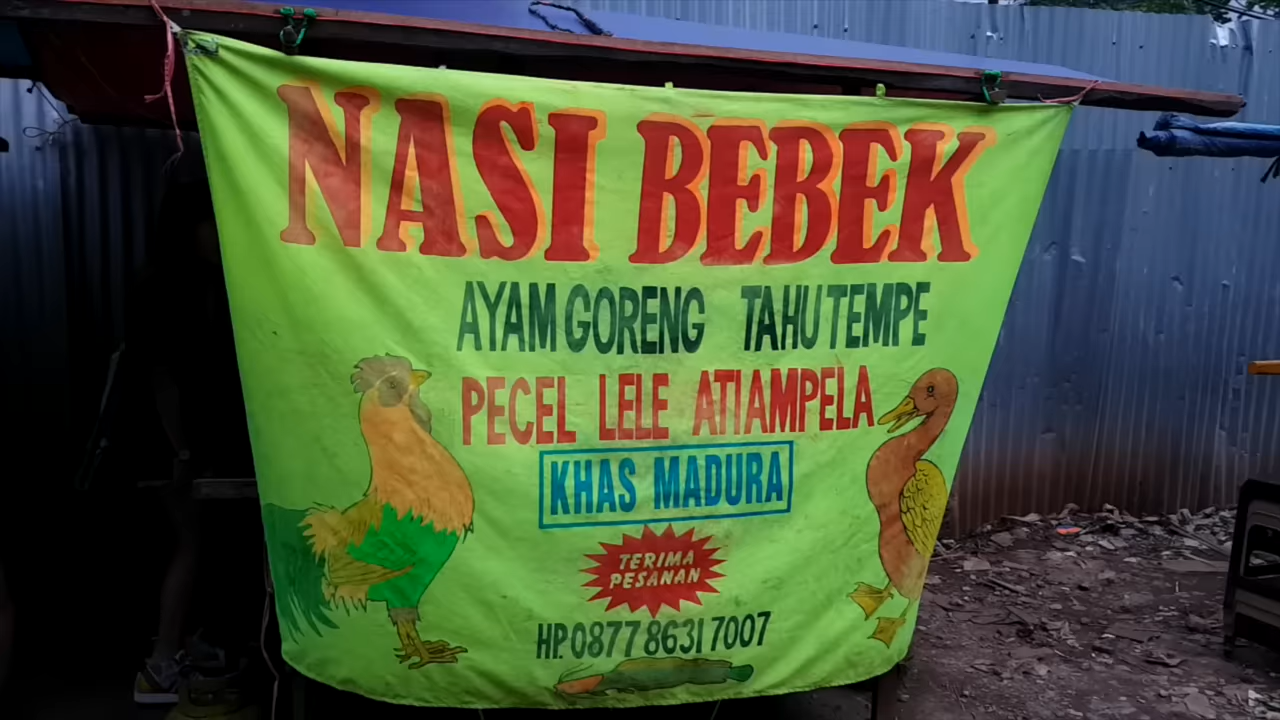 NASI BEBEK
AYAM GORENG TAHU TEMPE
PECEL LELE ATI AMPELA
KHAS MADURA
TERIMA
PESANAN
HP. 0877 8631 7007